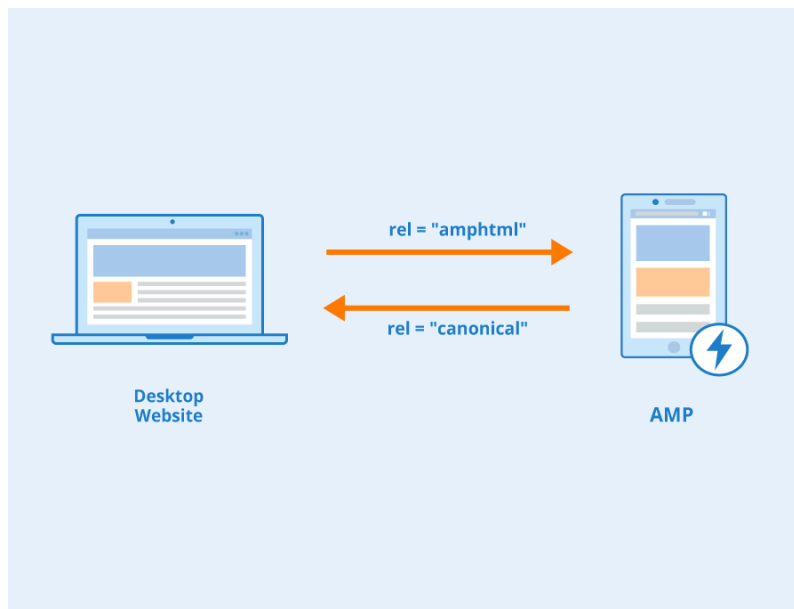 rel = "amphtml"
rel = "canonical"
Desktop
Website
AMP